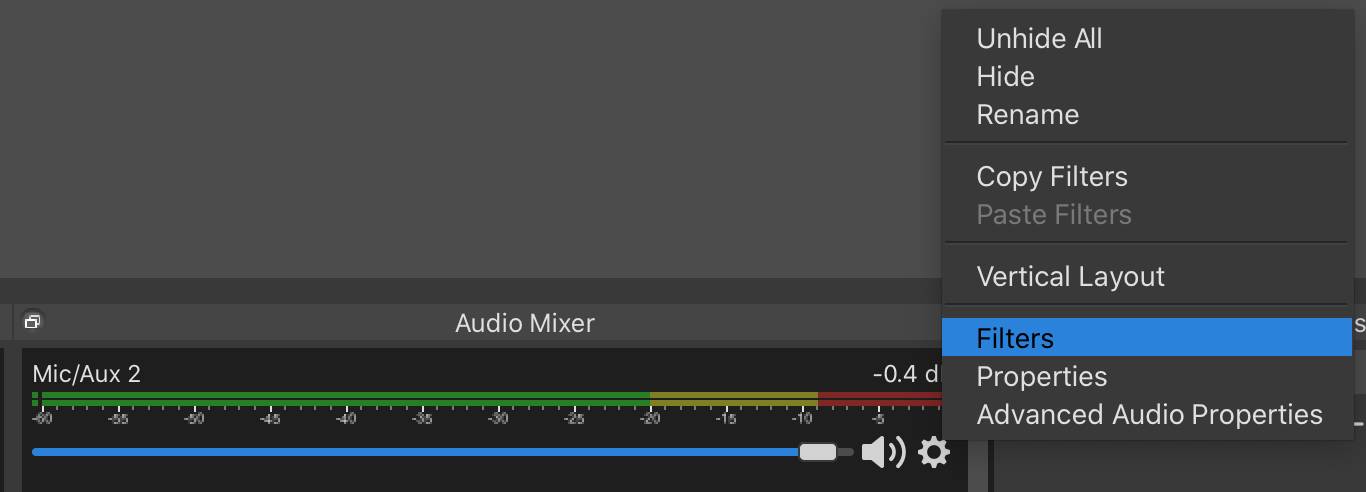 Unhide All
Hide
Rename
Copy Filters
Paste Filters
Vertical Layout
Filters
Properties
Advanced Audio Properties
Audio Mixer
Mic/Aux 2 -0.4 d
-60 -55 -50 -45 -40 -35 -30 -25 -20 -15 -10 -5